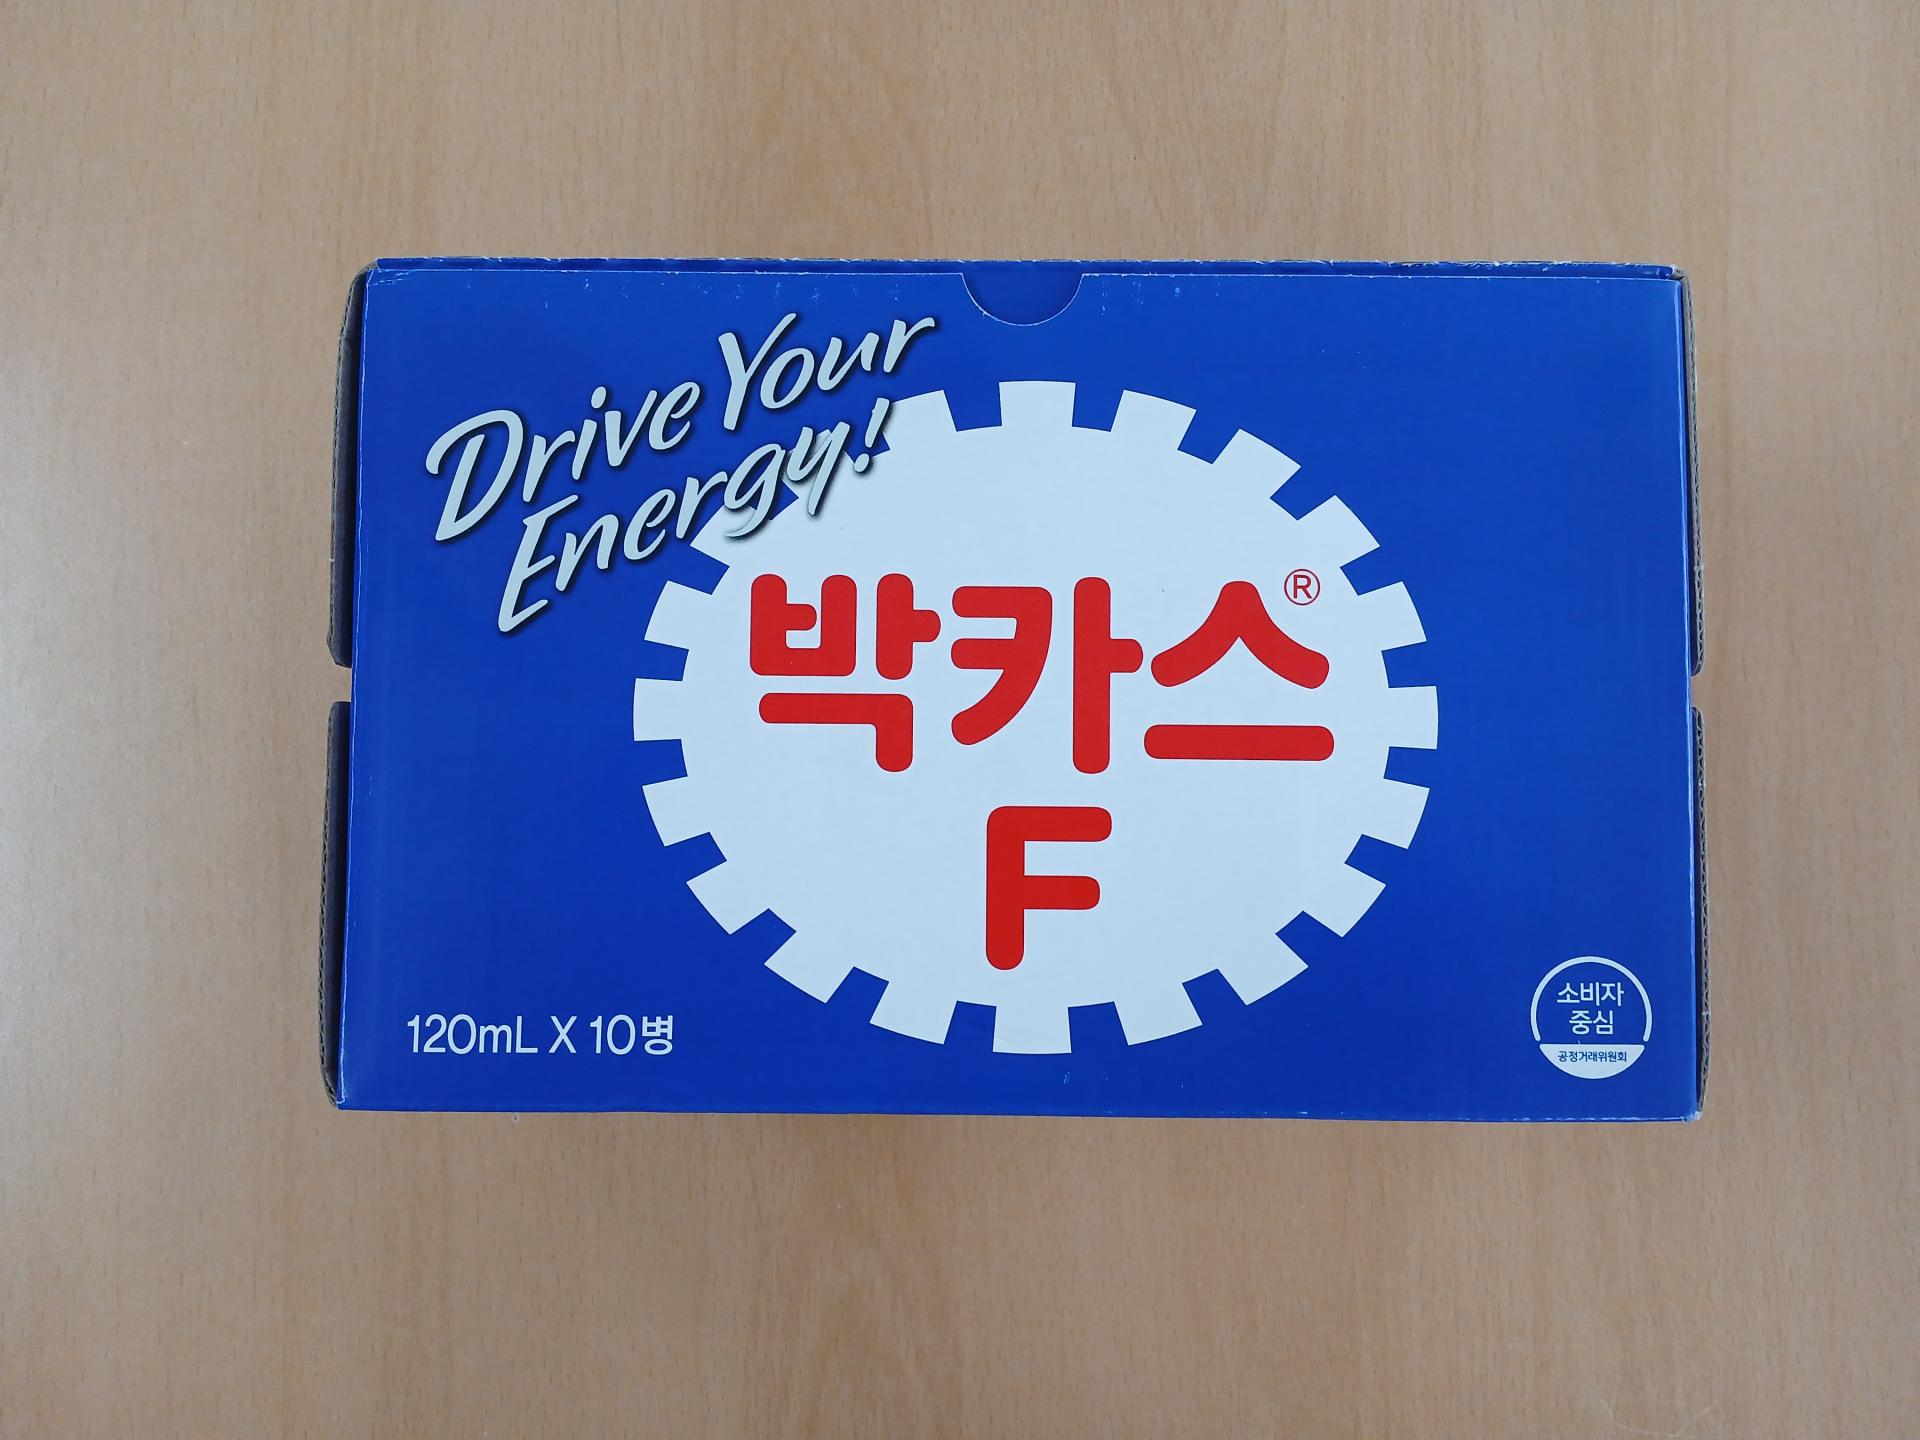 Drive Your
Energy!
박카스®
F
120mL X 10병
소비자
중심
공정거래위원회